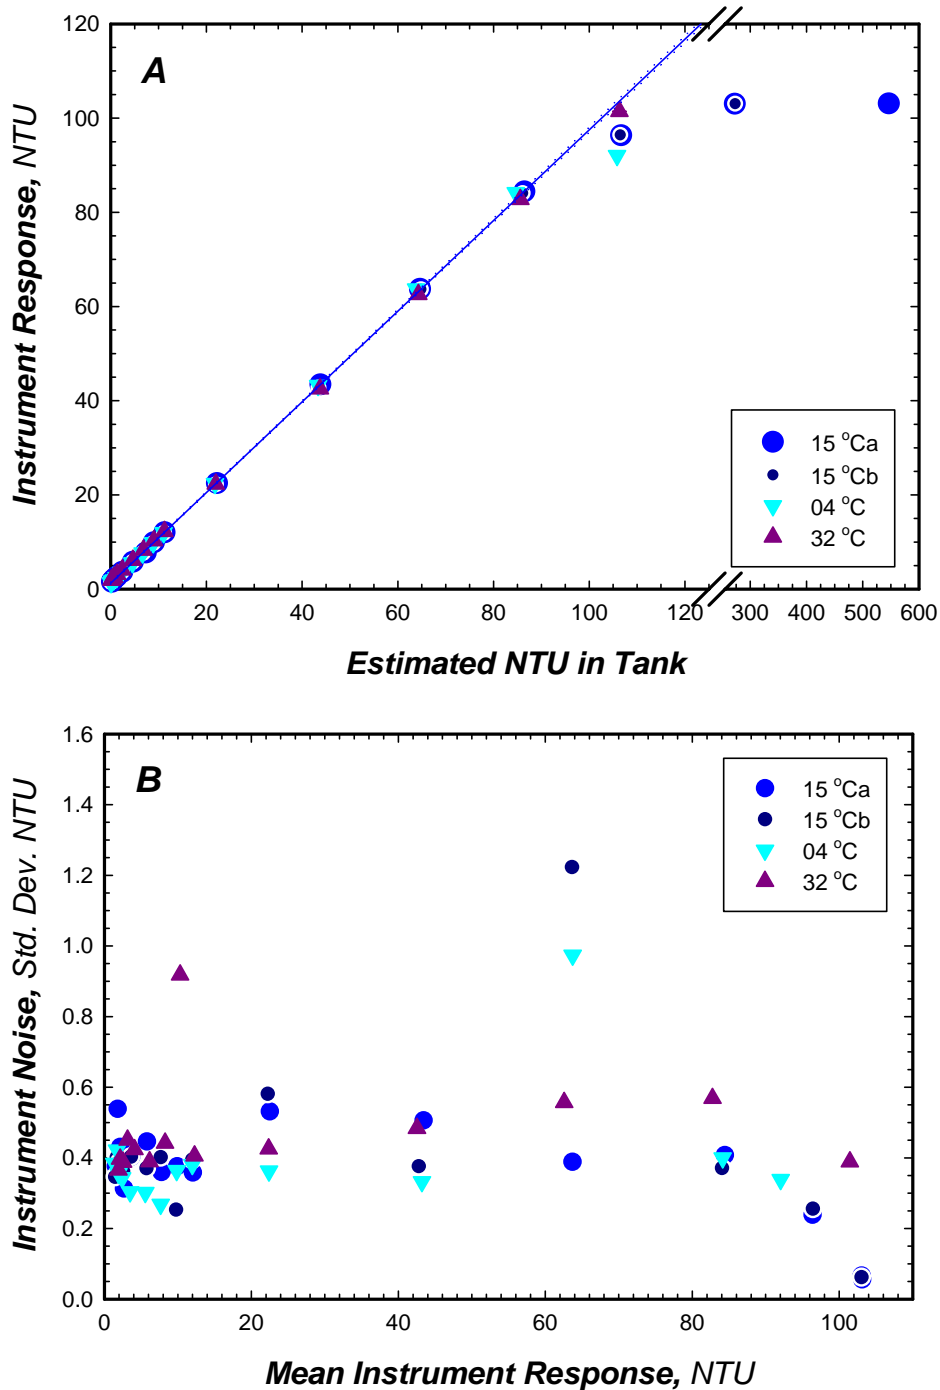 A
Instrument Response, NTU
120
100
80
60
40
20
0
15 °Ca
15 °Cb
04 °C
32 °C
0 20 40 60 80 100 120 300 400 500 600
Estimated NTU in Tank
B
Instrument Noise, Std. Dev. NTU
1.6
1.4
1.2
1.0
0.8
0.6
0.4
0.2
0.0
15 °Ca
15 °Cb
04 °C
32 °C
0 20 40 60 80 100
Mean Instrument Response, NTU